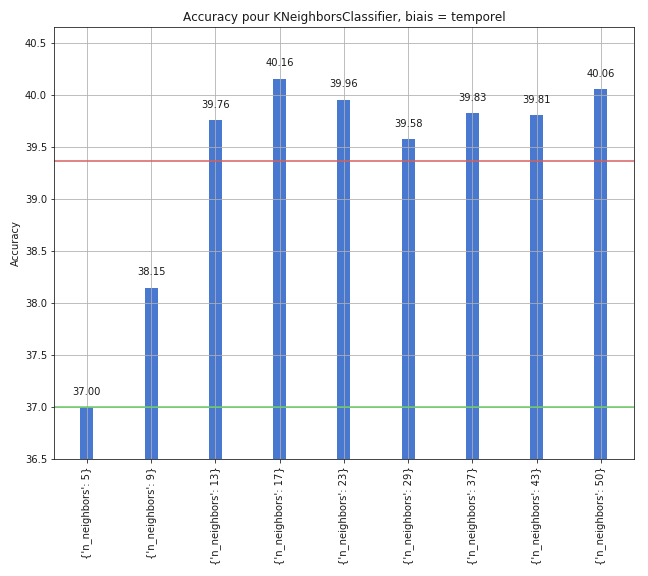 Accuracy pour KNeighborsClassifier, biais = temporel
Accuracy
40.5
40.0
39.5
39.0
38.5
38.0
37.5
37.0
36.5
37.00
38.15
39.76
40.16
39.96
39.58
39.83
39.81
40.06
{'n_neighbors': 5}
{'n_neighbors': 9}
{'n_neighbors': 13}
{'n_neighbors': 17}
{'n_neighbors': 23}
{'n_neighbors': 29}
{'n_neighbors': 37}
{'n_neighbors': 43}
{'n_neighbors': 50}